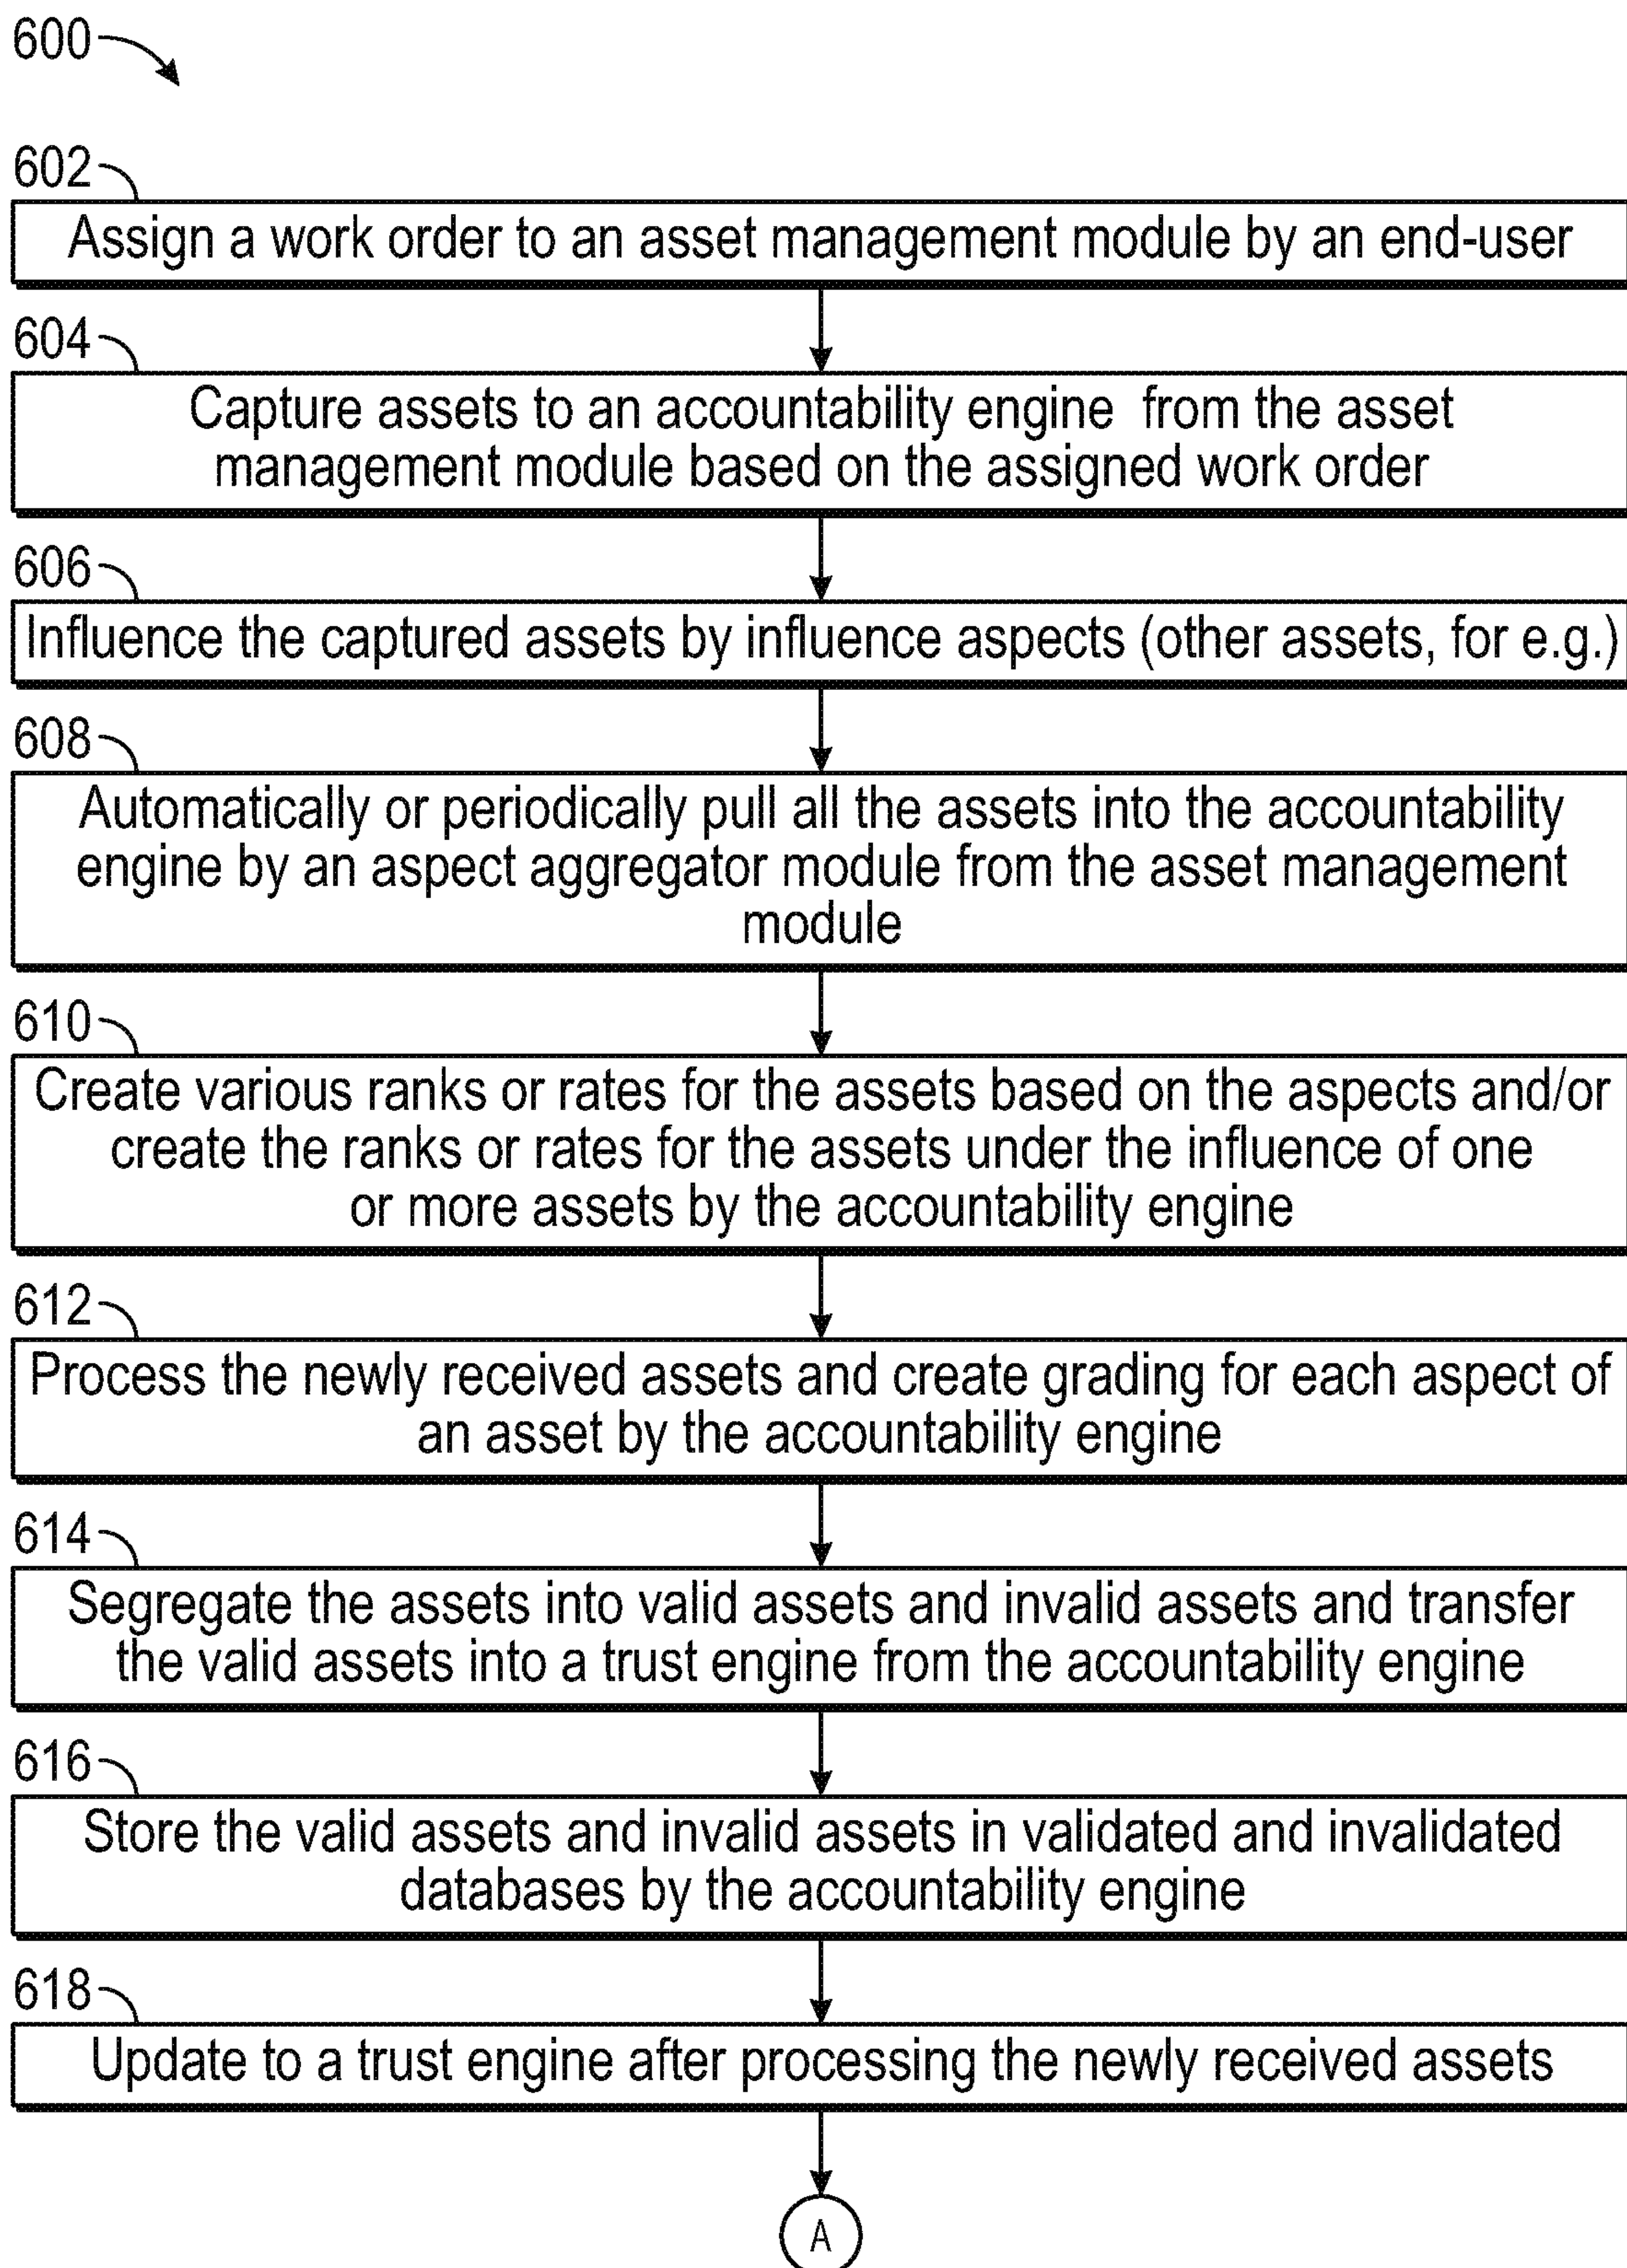 600
602
Assign a work order to an asset management module by an end-user
604
Capture assets to an accountability engine from the asset
management module based on the assigned work order
606
Influence the captured assets by influence aspects (other assets, for e.g.)
608
Automatically or periodically pull all the assets into the accountability
engine by an aspect aggregator module from the asset management
module
610
Create various ranks or rates for the assets based on the aspects and/or
create the ranks or rates for the assets under the influence of one
or more assets by the accountability engine
612
Process the newly received assets and create grading for each aspect of
an asset by the accountability engine
614
Segregate the assets into valid assets and invalid assets and transfer
the valid assets into a trust engine from the accountability engine
616
Store the valid assets and invalid assets in validated and invalidated
databases by the accountability engine
618
Update to a trust engine after processing the newly received assets
A